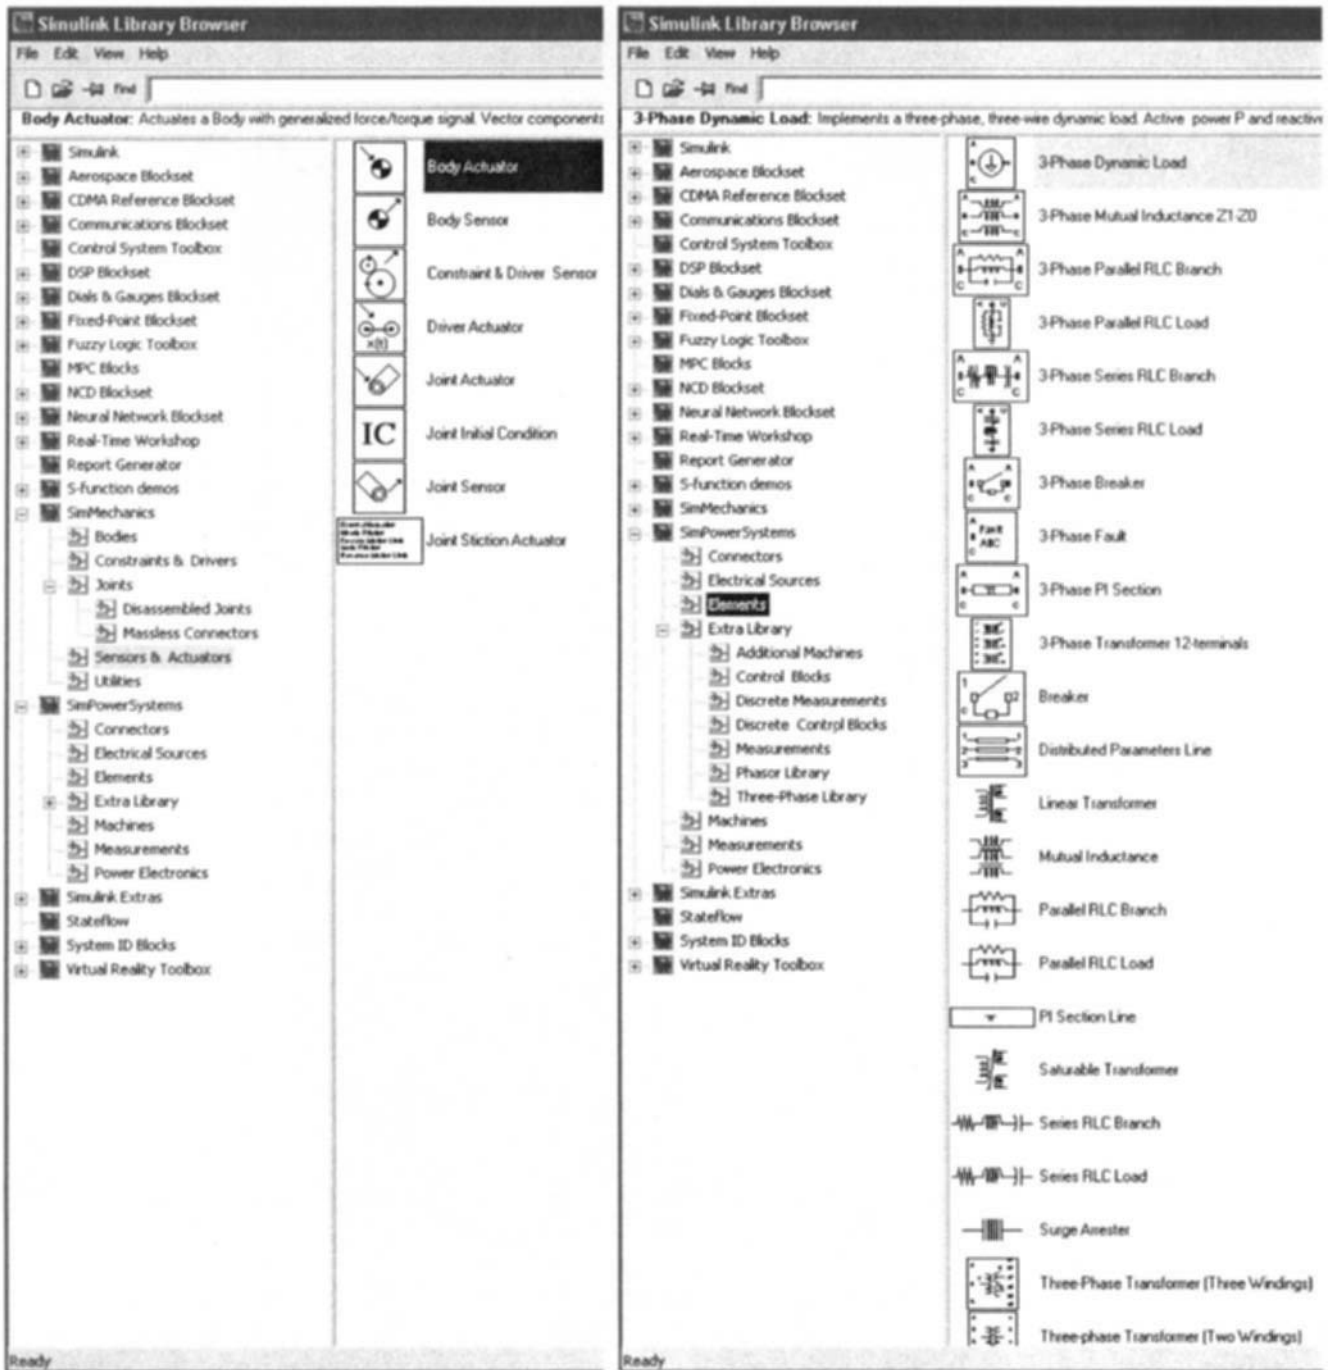 Simulink Library Browser
File Edit View Help
Find
Body Actuator: Actuates a Body with generalized force/torque signal. Vector components
Simulink
Aerospace Blockset
CDMA Reference Blockset
Communications Blockset
Control System Toolbox
DSP Blockset
Dials & Gauges Blockset
Fixed-Point Blockset
Fuzzy Logic Toolbox
MPC Blocks
NCD Blockset
Neural Network Blockset
Real-Time Workshop
Report Generator
S-function demos
SimMechanics
Bodies
Constraints & Drivers
Joints
Disassembled Joints
Massless Connectors
Sensors & Actuators
Utilities
SimPowerSystems
Connectors
Electrical Sources
Elements
Extra Library
Machines
Measurements
Power Electronics
Simulink Extras
Stateflow
System ID Blocks
Virtual Reality Toolbox
Body Actuator
Body Sensor
Constraint & Driver Sensor
x(t)
Driver Actuator
Joint Actuator
IC
Joint Initial Condition
Joint Sensor
Joint Stiction Actuator
Ready
Simulink Library Browser
File Edit View Help
Find
3-Phase Dynamic Load: Implements a three-phase, three-wire dynamic load. Active power P and reactive
Simulink
Aerospace Blockset
CDMA Reference Blockset
Communications Blockset
Control System Toolbox
DSP Blockset
Dials & Gauges Blockset
Fixed-Point Blockset
Fuzzy Logic Toolbox
MPC Blocks
NCD Blockset
Neural Network Blockset
Real-Time Workshop
Report Generator
S-function demos
SimMechanics
SimPowerSystems
Connectors
Electrical Sources
Elements
Extra Library
Additional Machines
Control Blocks
Discrete Measurements
Discrete Control Blocks
Measurements
Phasor Library
Three-Phase Library
Machines
Measurements
Power Electronics
Simulink Extras
Stateflow
System ID Blocks
Virtual Reality Toolbox
3-Phase Dynamic Load
3-Phase Mutual Inductance Z1-Z0
3-Phase Parallel RLC Branch
3-Phase Parallel RLC Load
3-Phase Series RLC Branch
3-Phase Series RLC Load
3-Phase Breaker
Fault
ABC
3-Phase Fault
3-Phase PI Section
3-Phase Transformer 12-terminals
Breaker
Distributed Parameters Line
Linear Transformer
Mutual Inductance
Parallel RLC Branch
Parallel RLC Load
PI Section Line
Saturable Transformer
Series RLC Branch
Series RLC Load
Surge Arrester
Three-Phase Transformer (Three Windings)
Three-phase Transformer (Two Windings)
Ready